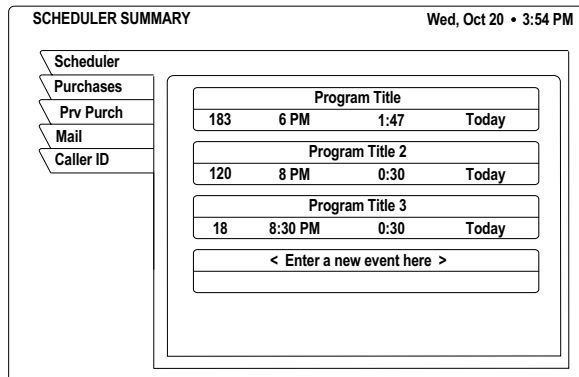 SCHEDULER SUMMARY Wed, Oct 20 • 3:54 PM
Scheduler
Purchases
Prv Purch
Mail
Caller ID
Program Title
183 6 PM 1:47 Today
Program Title 2
120 8 PM 0:30 Today
Program Title 3
18 8:30 PM 0:30 Today
< Enter a new event here >